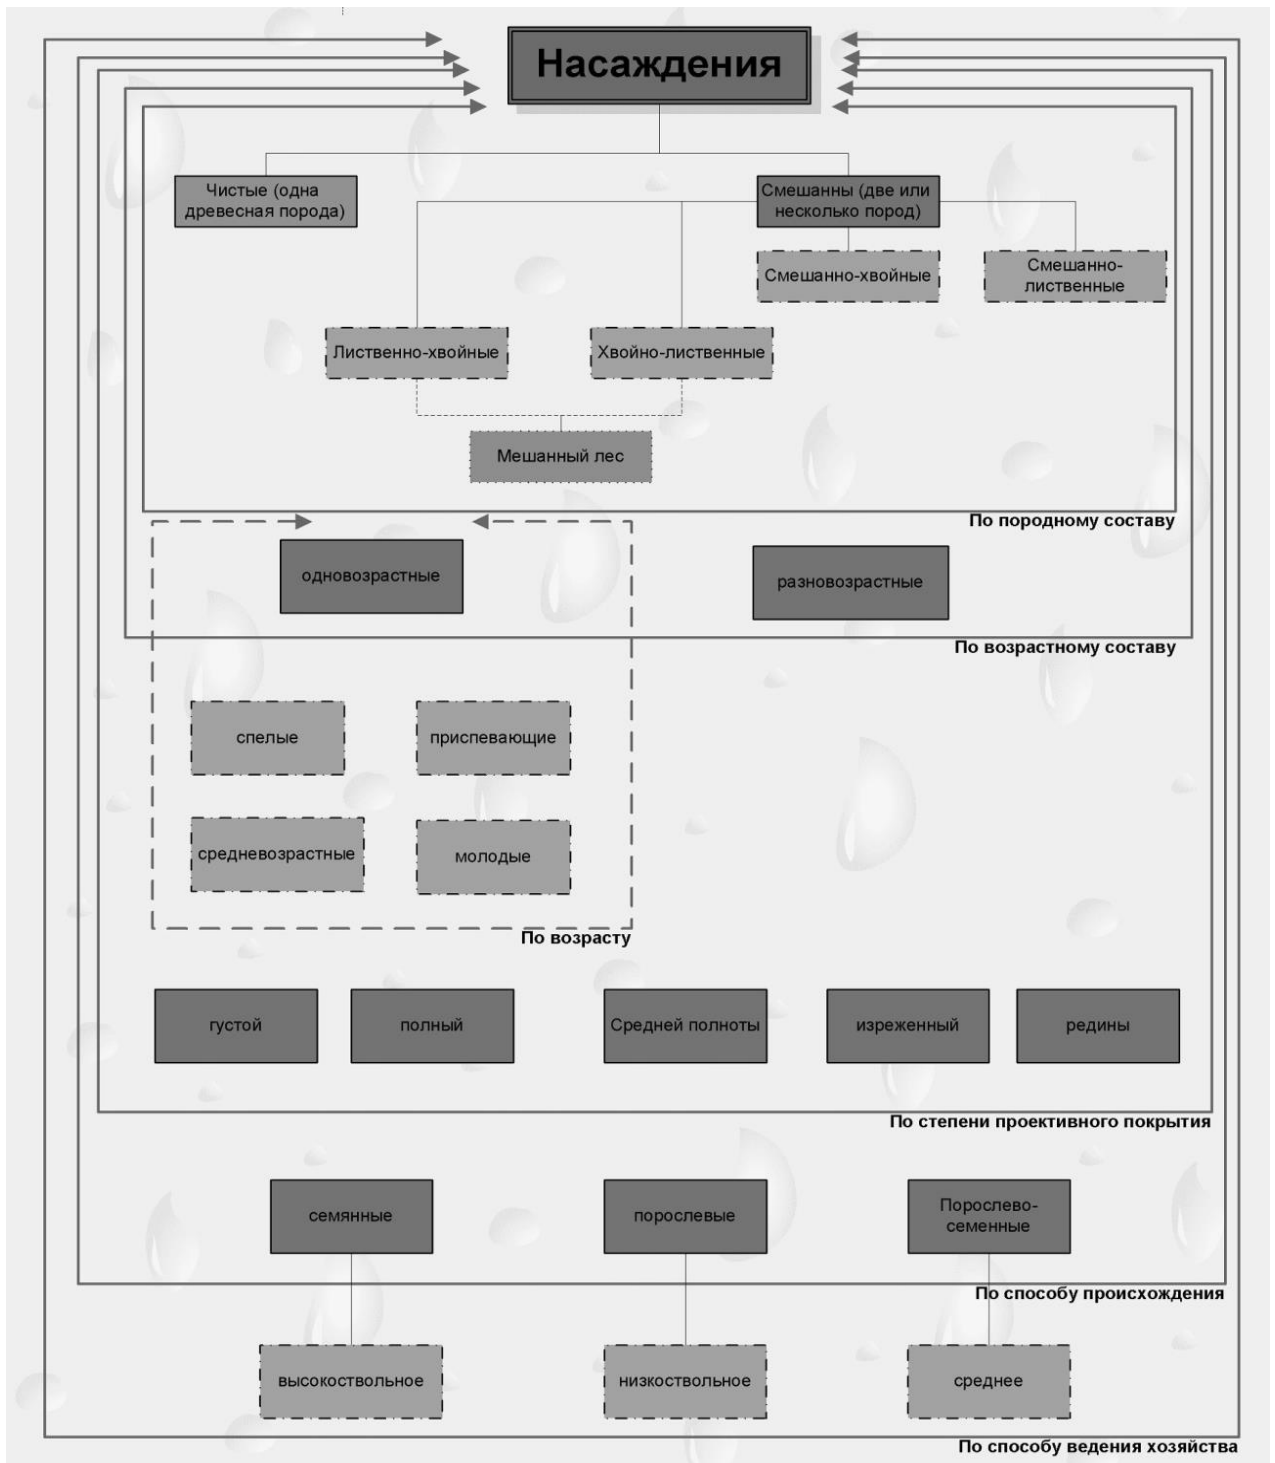 Насаждения
Чистые (одна
древесная порода)
Смешанны (две или
несколько пород)
Смешанно-хвойные
Смешанно-
лиственные
Лиственно-хвойные
Хвойно-лиственные
Мешанный лес
По породному составу
одновозрастные
разновозрастные
По возрастному составу
спелые
приспевающие
средневозрастные
молодые
По возрасту
густой
полный
Средней полноты
изреженный
редины
По степени проективного покрытия
семянные
порослевые
Порослево-
семенные
По способу происхождения
высокоствольное
низкоствольное
среднее
По способу ведения хозяйства